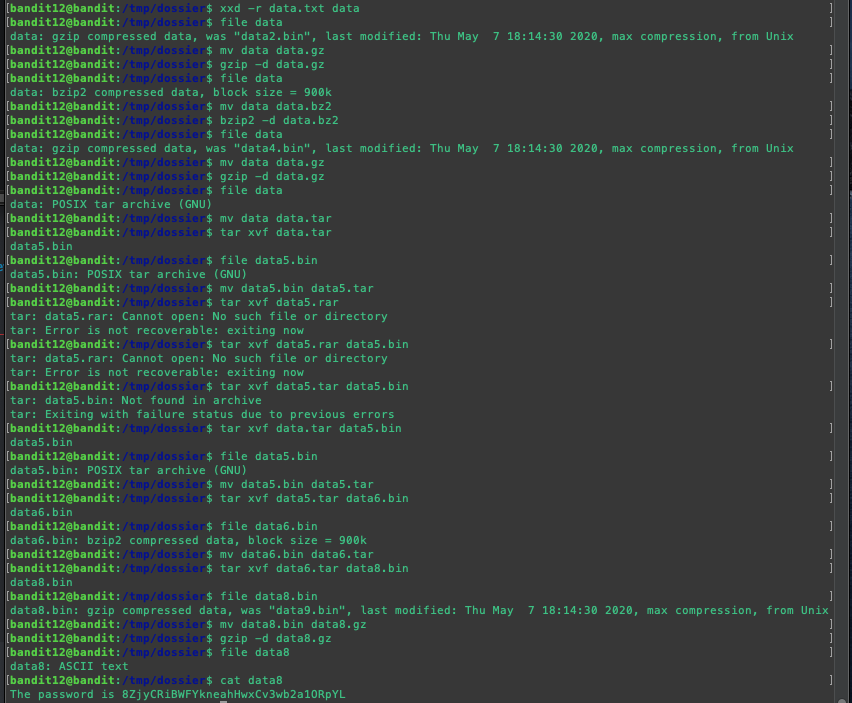 [bandit12@bandit:/tmp/dossier$ xxd -r data.txt data ]
[bandit12@bandit:/tmp/dossier$ file data ]
data: gzip compressed data, was "data2.bin", last modified: Thu May  7 18:14:30 2020, max compression, from Unix
[bandit12@bandit:/tmp/dossier$ mv data data.gz ]
[bandit12@bandit:/tmp/dossier$ gzip -d data.gz ]
[bandit12@bandit:/tmp/dossier$ file data ]
data: bzip2 compressed data, block size = 900k
[bandit12@bandit:/tmp/dossier$ mv data data.bz2 ]
[bandit12@bandit:/tmp/dossier$ bzip2 -d data.bz2 ]
[bandit12@bandit:/tmp/dossier$ file data ]
data: gzip compressed data, was "data4.bin", last modified: Thu May  7 18:14:30 2020, max compression, from Unix
[bandit12@bandit:/tmp/dossier$ mv data data.gz ]
[bandit12@bandit:/tmp/dossier$ gzip -d data.gz ]
[bandit12@bandit:/tmp/dossier$ file data ]
data: POSIX tar archive (GNU)
[bandit12@bandit:/tmp/dossier$ mv data data.tar ]
[bandit12@bandit:/tmp/dossier$ tar xvf data.tar ]
data5.bin
[bandit12@bandit:/tmp/dossier$ file data5.bin ]
data5.bin: POSIX tar archive (GNU)
[bandit12@bandit:/tmp/dossier$ mv data5.bin data5.tar ]
[bandit12@bandit:/tmp/dossier$ tar xvf data5.rar ]
tar: data5.rar: Cannot open: No such file or directory
tar: Error is not recoverable: exiting now
[bandit12@bandit:/tmp/dossier$ tar xvf data5.rar data5.bin ]
tar: data5.rar: Cannot open: No such file or directory
tar: Error is not recoverable: exiting now
[bandit12@bandit:/tmp/dossier$ tar xvf data5.tar data5.bin ]
tar: data5.bin: Not found in archive
tar: Exiting with failure status due to previous errors
[bandit12@bandit:/tmp/dossier$ tar xvf data.tar data5.bin ]
data5.bin
[bandit12@bandit:/tmp/dossier$ file data5.bin ]
data5.bin: POSIX tar archive (GNU)
[bandit12@bandit:/tmp/dossier$ mv data5.bin data5.tar ]
[bandit12@bandit:/tmp/dossier$ tar xvf data5.tar data6.bin ]
data6.bin
[bandit12@bandit:/tmp/dossier$ file data6.bin ]
data6.bin: bzip2 compressed data, block size = 900k
[bandit12@bandit:/tmp/dossier$ mv data6.bin data6.tar ]
[bandit12@bandit:/tmp/dossier$ tar xvf data6.tar data8.bin ]
data8.bin
[bandit12@bandit:/tmp/dossier$ file data8.bin ]
data8.bin: gzip compressed data, was "data9.bin", last modified: Thu May  7 18:14:30 2020, max compression, from Unix
[bandit12@bandit:/tmp/dossier$ mv data8.bin data8.gz ]
[bandit12@bandit:/tmp/dossier$ gzip -d data8.gz ]
[bandit12@bandit:/tmp/dossier$ file data8 ]
data8: ASCII text
[bandit12@bandit:/tmp/dossier$ cat data8 ]
The password is 8ZjyCRiBWFYkneahHwxCv3wb2a1ORpYL